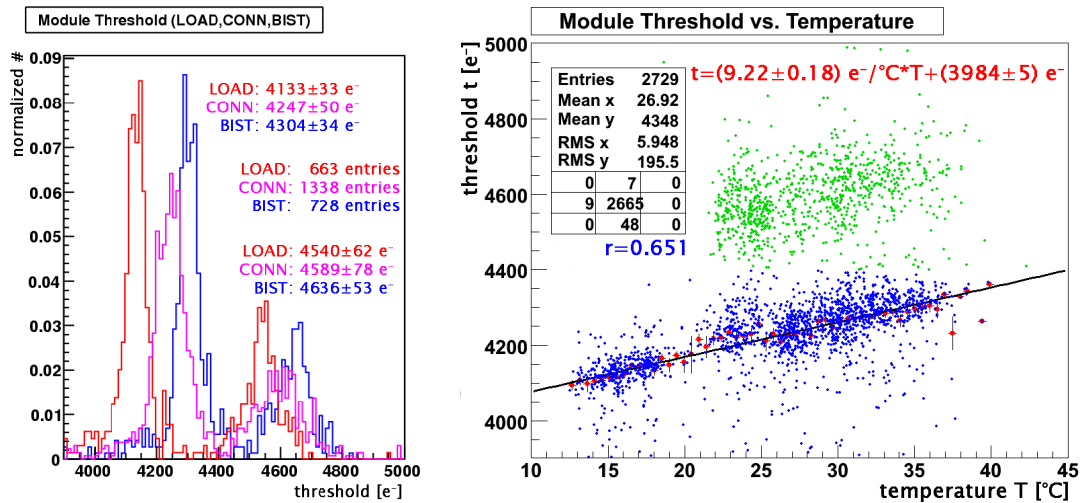 Module Threshold (LOAD,CONN,BIST)
normalized #
0.09
0.08
0.07
0.06
0.05
0.04
0.03
0.02
0.01
0
LOAD: 4133±33 e⁻
CONN: 4247±50 e⁻
BIST: 4304±34 e⁻
LOAD: 663 entries
CONN: 1338 entries
BIST: 728 entries
LOAD: 4540±62 e⁻
CONN: 4589±78 e⁻
BIST: 4636±53 e⁻
4000 4200 4400 4600 4800 5000
threshold [e⁻]
Module Threshold vs. Temperature
threshold t [e⁻]
5000
4800
4600
4400
4200
4000
t=(9.22±0.18) e⁻/°C*T+(3984±5) e⁻
Entries 2729
Mean x 26.92
Mean y 4348
RMS x 5.948
RMS y 195.5
0 7 0
9 2665 0
0 48 0
r=0.651
10 15 20 25 30 35 40 45
temperature T [°C]